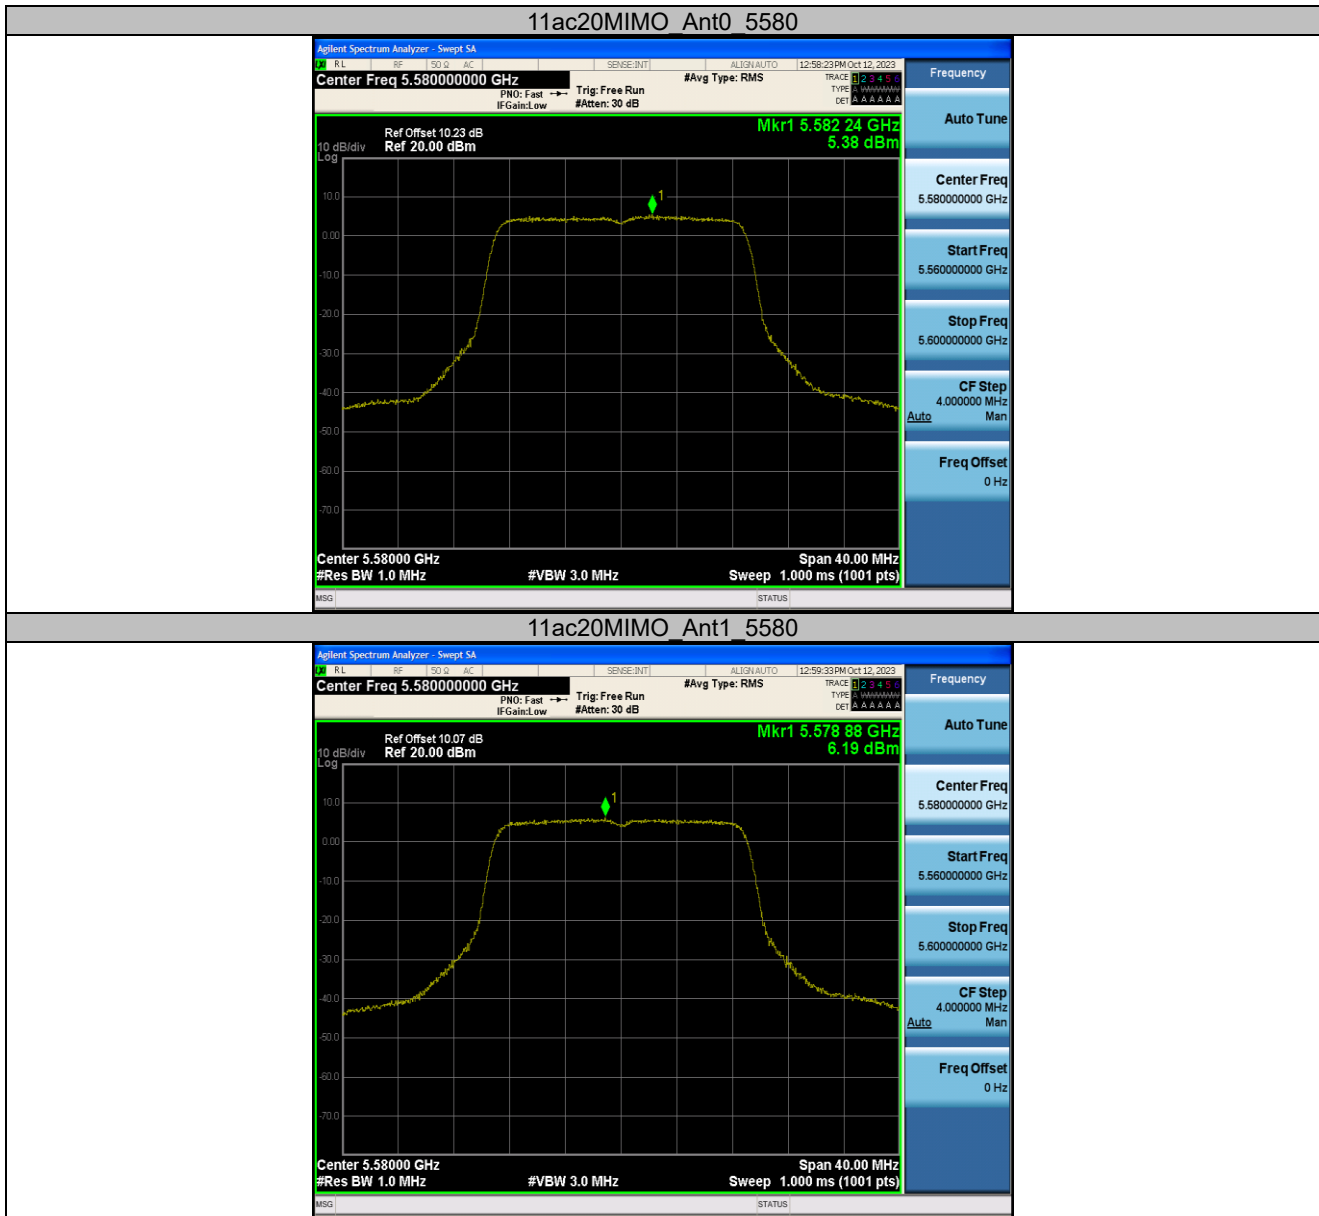 11ac20MIMO_Ant0_5580
Agilent Spectrum Analyzer - Swept SA
RL RF 50 Ω AC SENSE:INT ALIGN AUTO 12:58:23 PM Oct 12, 2023
Center Freq 5.580000000 GHz
#Avg Type: RMS
TRACE 1 2 3 4 5 6
PNO: Fast Trig: Free Run
TYPE A
IFGain:Low #Atten: 30 dB
DET A A A A A A
Frequency
Mkr1 5.582 24 GHz
5.38 dBm
Ref Offset 10.23 dB
10 dB/div Ref 20.00 dBm
Log
1
10.0
0.00
-10.0
-20.0
-30.0
-40.0
-50.0
-60.0
-70.0
Center 5.58000 GHz Span 40.00 MHz
#Res BW 1.0 MHz #VBW 3.0 MHz Sweep 1.000 ms (1001 pts)
MSG STATUS
Auto Tune
Center Freq
5.580000000 GHz
Start Freq
5.560000000 GHz
Stop Freq
5.600000000 GHz
CF Step
4.000000 MHz
Auto Man
Freq Offset
0 Hz
11ac20MIMO_Ant1_5580
Agilent Spectrum Analyzer - Swept SA
RL RF 50 Ω AC SENSE:INT ALIGN AUTO 12:59:33 PM Oct 12, 2023
Center Freq 5.580000000 GHz
#Avg Type: RMS
TRACE 1 2 3 4 5 6
PNO: Fast Trig: Free Run
TYPE A
IFGain:Low #Atten: 30 dB
DET A A A A A A
Frequency
Mkr1 5.578 88 GHz
6.19 dBm
Ref Offset 10.07 dB
10 dB/div Ref 20.00 dBm
Log
1
10.0
0.00
-10.0
-20.0
-30.0
-40.0
-50.0
-60.0
-70.0
Center 5.58000 GHz Span 40.00 MHz
#Res BW 1.0 MHz #VBW 3.0 MHz Sweep 1.000 ms (1001 pts)
MSG STATUS
Auto Tune
Center Freq
5.580000000 GHz
Start Freq
5.560000000 GHz
Stop Freq
5.600000000 GHz
CF Step
4.000000 MHz
Auto Man
Freq Offset
0 Hz